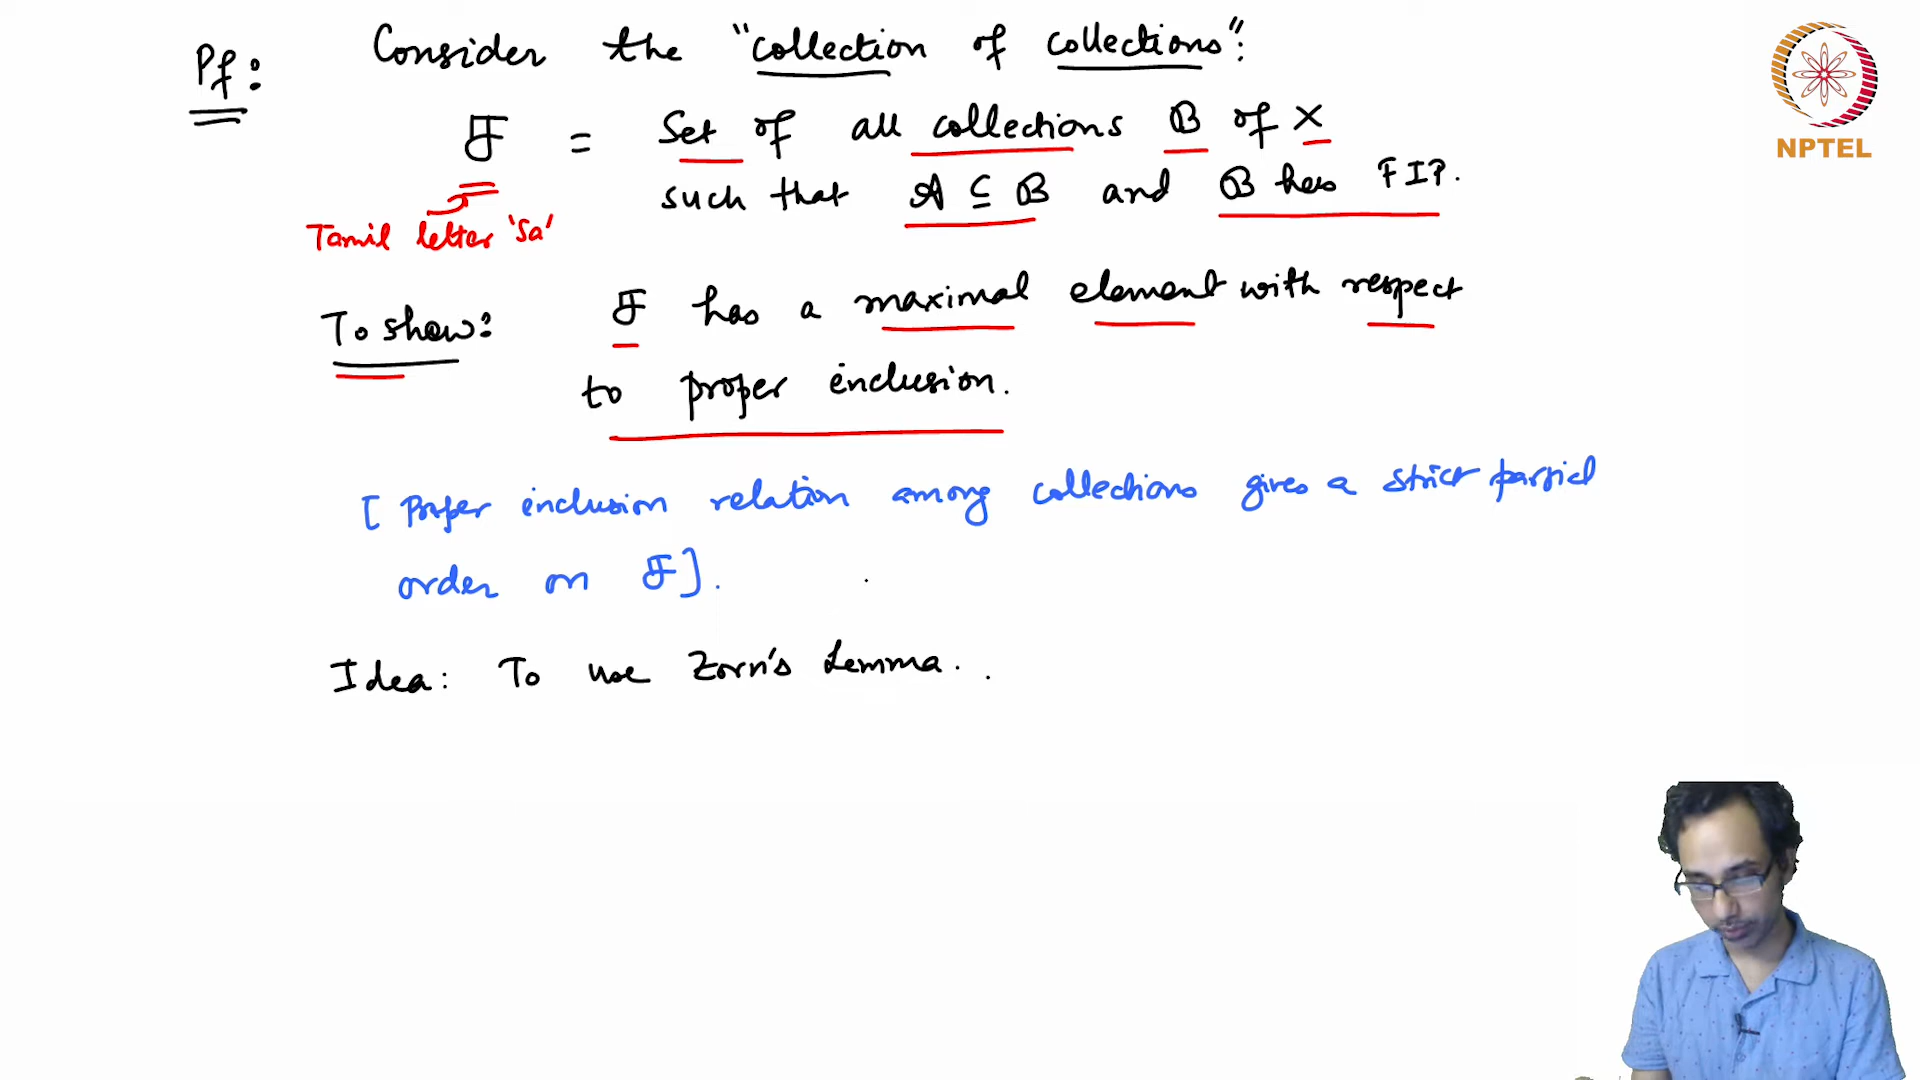 Pf: Consider the "collection of collections":
F = Set of all collections B of X
such that A ⊆ B and B has FIP.
Tamil letter 'Sa'
To show: F has a maximal element with respect
to proper inclusion.
[ Proper inclusion relation among collections gives a strict partial
order on F].
Idea: To use Zorn's Lemma.
NPTEL